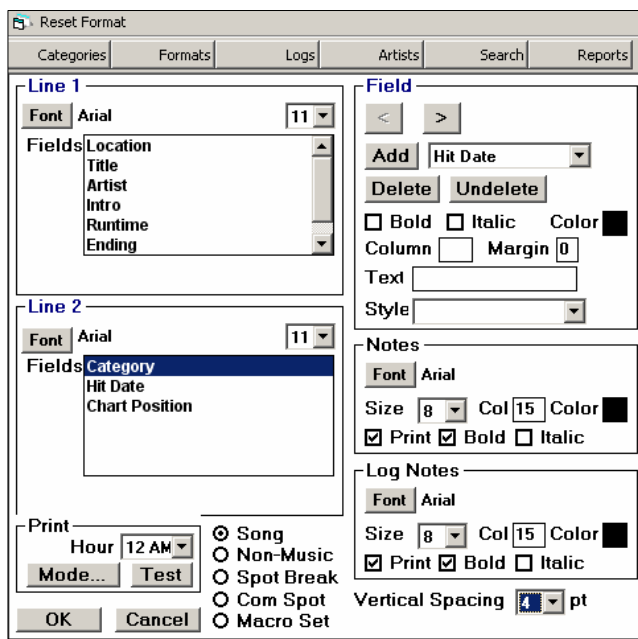 Reset Format
Categories Formats Logs Artists Search Reports
Line 1
Font Arial 11
Fields Location
Title
Artist
Intro
Runtime
Ending
Line 2
Font Arial 11
Fields Category
Hit Date
Chart Position
Print
Hour 12 AM
Mode... Test
OK Cancel
Song
Non-Music
Spot Break
Com Spot
Macro Set
Field
< >
Add Hit Date
Delete Undelete
Bold Italic Color
Column Margin 0
Text
Style
Notes
Font Arial
Size 8 Col 15 Color
Print Bold Italic
Log Notes
Font Arial
Size 8 Col 15 Color
Print Bold Italic
Vertical Spacing 4 pt